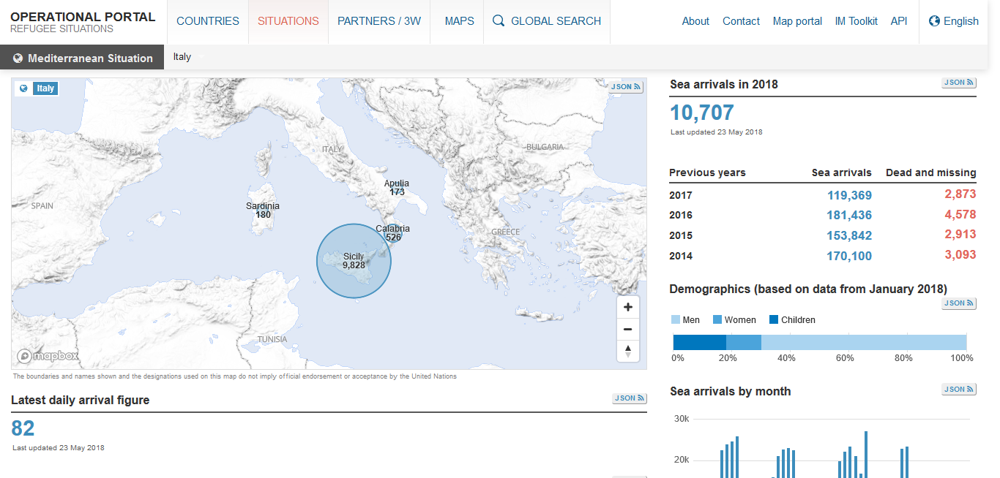 OPERATIONAL PORTAL
REFUGEE SITUATIONS
COUNTRIES
SITUATIONS
PARTNERS / 3W
MAPS
GLOBAL SEARCH
About
Contact
Map portal
IM Toolkit
API
English
Mediterranean Situation
Italy
Italy
JSON
ITALY
BULGARIA
SPAIN
Apulia
173
Sardinia
180
Calabria
526
GREECE
Sicily
9,828
TUNISIA
mapbox
The boundaries and names shown and the designations used on this map do not imply official endorsement or acceptance by the United Nations
Latest daily arrival figure
JSON
82
Last updated 23 May 2018
Sea arrivals in 2018
JSON
10,707
Last updated 23 May 2018
Previous years Sea arrivals Dead and missing
2017 119,369 2,873
2016 181,436 4,578
2015 153,842 2,913
2014 170,100 3,093
Demographics (based on data from January 2018)
JSON
Men Women Children
0% 20% 40% 60% 80% 100%
Sea arrivals by month
JSON
30k
20k